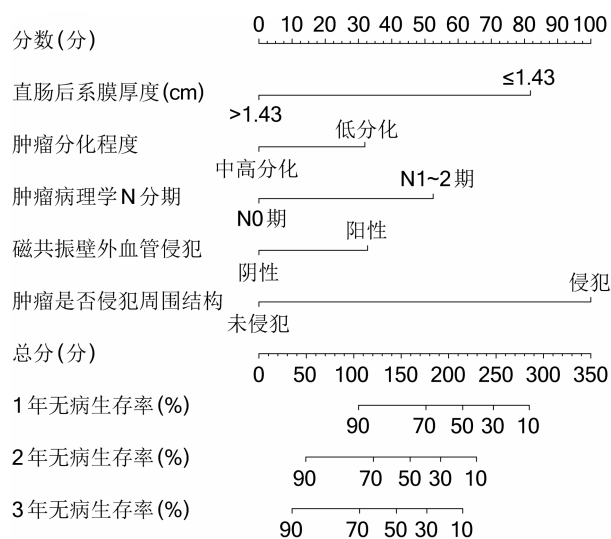 分数(分)
0 10 20 30 40 50 60 70 80 90 100
直肠后系膜厚度(cm)
≤1.43
>1.43
肿瘤分化程度
低分化
中高分化
肿瘤病理学N分期
N1~2期
N0期
磁共振壁外血管侵犯
阳性
阴性
肿瘤是否侵犯周围结构
侵犯
未侵犯
总分(分)
0 50 100 150 200 250 300 350
1年无病生存率(%)
90 70 50 30 10
2年无病生存率(%)
90 70 50 30 10
3年无病生存率(%)
90 70 50 30 10